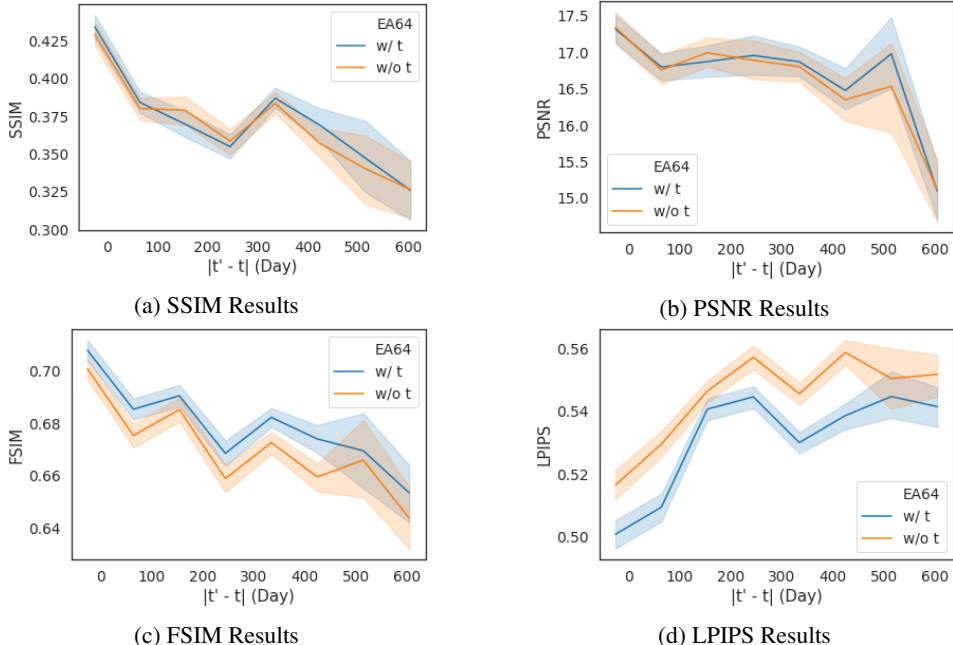 0.425
0.400
0.375
0.350
0.325
0.300
SSIM
EA64
w/ t
w/o t
0 100 200 300 400 500 600
|t' - t| (Day)
(a) SSIM Results
17.5
17.0
16.5
16.0
15.5
15.0
PSNR
EA64
w/ t
w/o t
0 100 200 300 400 500 600
|t' - t| (Day)
(b) PSNR Results
0.70
0.68
0.66
0.64
FSIM
EA64
w/ t
w/o t
0 100 200 300 400 500 600
|t' - t| (Day)
(c) FSIM Results
0.56
0.54
0.52
0.50
LPIPS
EA64
w/ t
w/o t
0 100 200 300 400 500 600
|t' - t| (Day)
(d) LPIPS Results